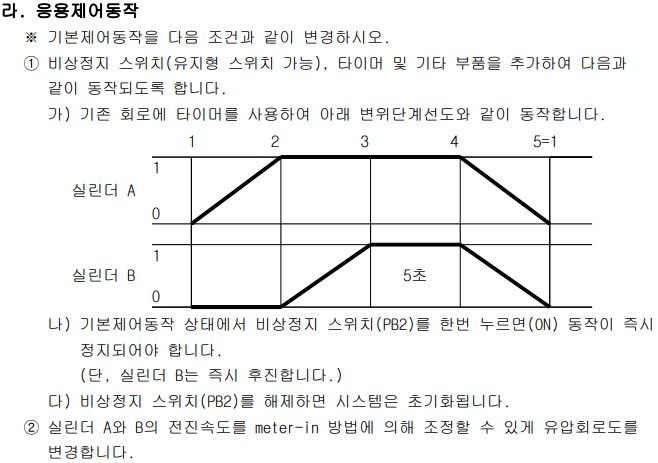 라. 응용제어동작
※ 기본제어동작을 다음 조건과 같이 변경하시오.
① 비상정지 스위치(유지형 스위치 가능), 타이머 및 기타 부품을 추가하여 다음과
같이 동작되도록 합니다.
가) 기존 회로에 타이머를 사용하여 아래 변위단계선도와 같이 동작합니다.
1 2 3 4 5=1
1
실린더 A
0
1
실린더 B 5초
0
나) 기본제어동작 상태에서 비상정지 스위치(PB2)를 한번 누르면(ON) 동작이 즉시
정지되어야 합니다.
(단, 실린더 B는 즉시 후진합니다.)
다) 비상정지 스위치(PB2)를 해제하면 시스템은 초기화됩니다.
② 실린더 A와 B의 전진속도를 meter-in 방법에 의해 조정할 수 있게 유압회로도를
변경합니다.